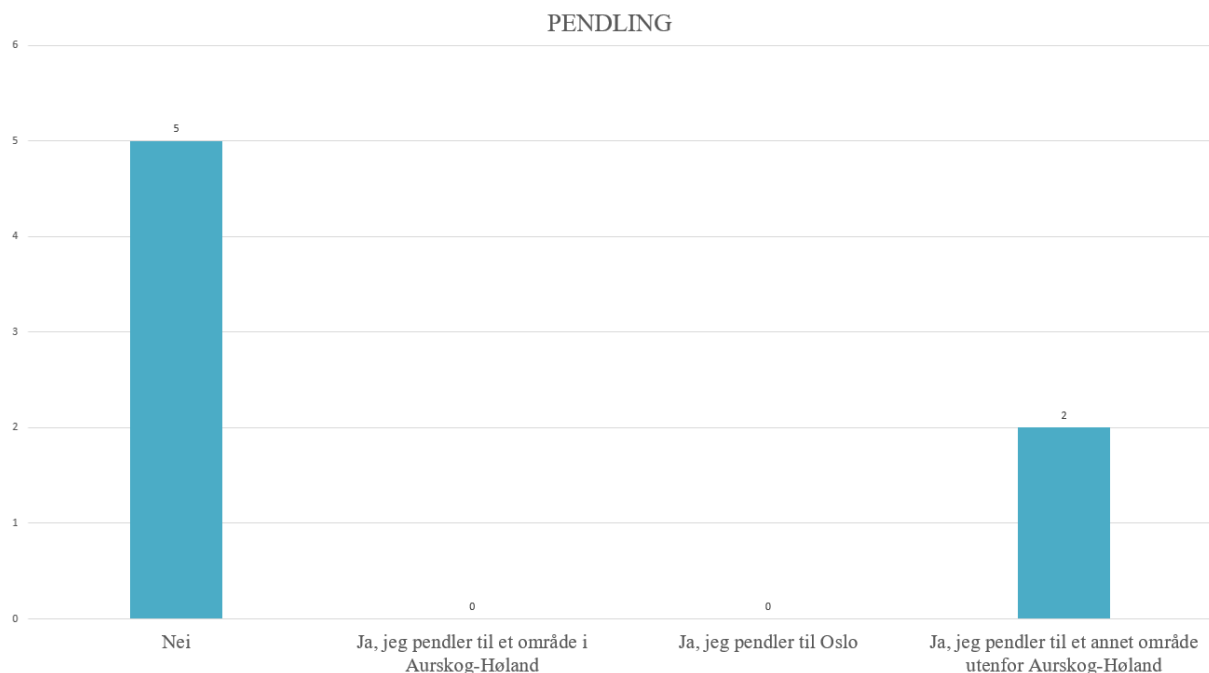 PENDLING
6
5
4
3
2
1
0
5
0
0
2
Nei
Ja, jeg pendler til et område i
Aurskog-Høland
Ja, jeg pendler til Oslo
Ja, jeg pendler til et annet område
utenfor Aurskog-Høland